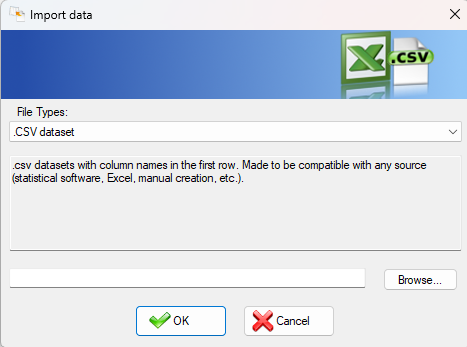 Import data
.CSV
File Types:
.CSV dataset
.csv datasets with column names in the first row. Made to be compatible with any source
(statistical software, Excel, manual creation, etc.).
Browse...
OK
Cancel